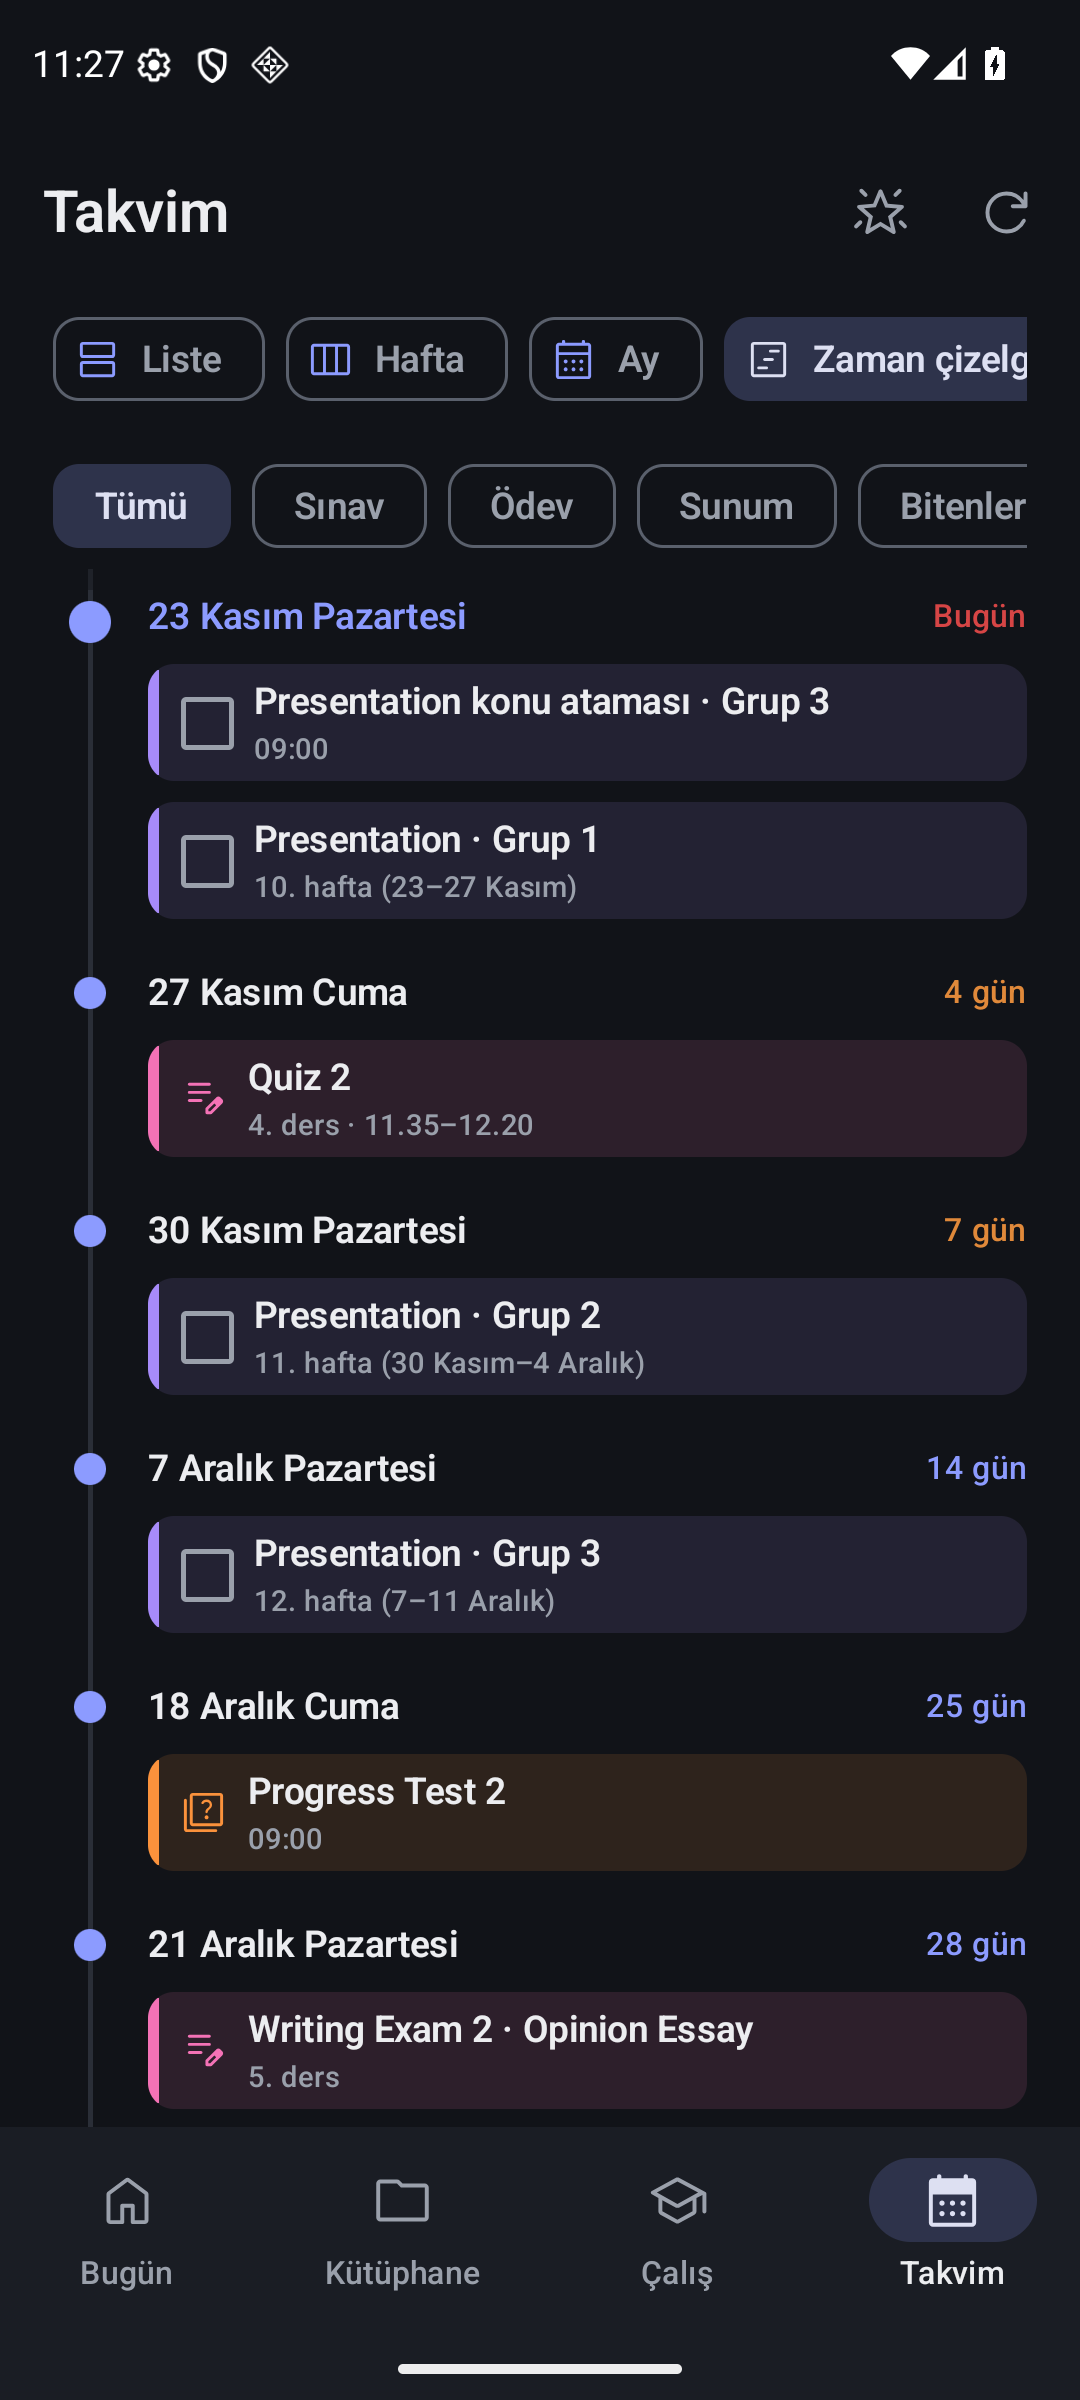 11:27
Takvim
Liste
Hafta
Ay
Zaman çizelg
Tümü
Sınav
Ödev
Sunum
Bitenler
23 Kasım Pazartesi
Bugün
Presentation konu ataması · Grup 3
09:00
Presentation · Grup 1
10. hafta (23–27 Kasım)
27 Kasım Cuma
4 gün
Quiz 2
4. ders · 11.35–12.20
30 Kasım Pazartesi
7 gün
Presentation · Grup 2
11. hafta (30 Kasım–4 Aralık)
7 Aralık Pazartesi
14 gün
Presentation · Grup 3
12. hafta (7–11 Aralık)
18 Aralık Cuma
25 gün
Progress Test 2
09:00
21 Aralık Pazartesi
28 gün
Writing Exam 2 · Opinion Essay
5. ders
Bugün
Kütüphane
Çalış
Takvim